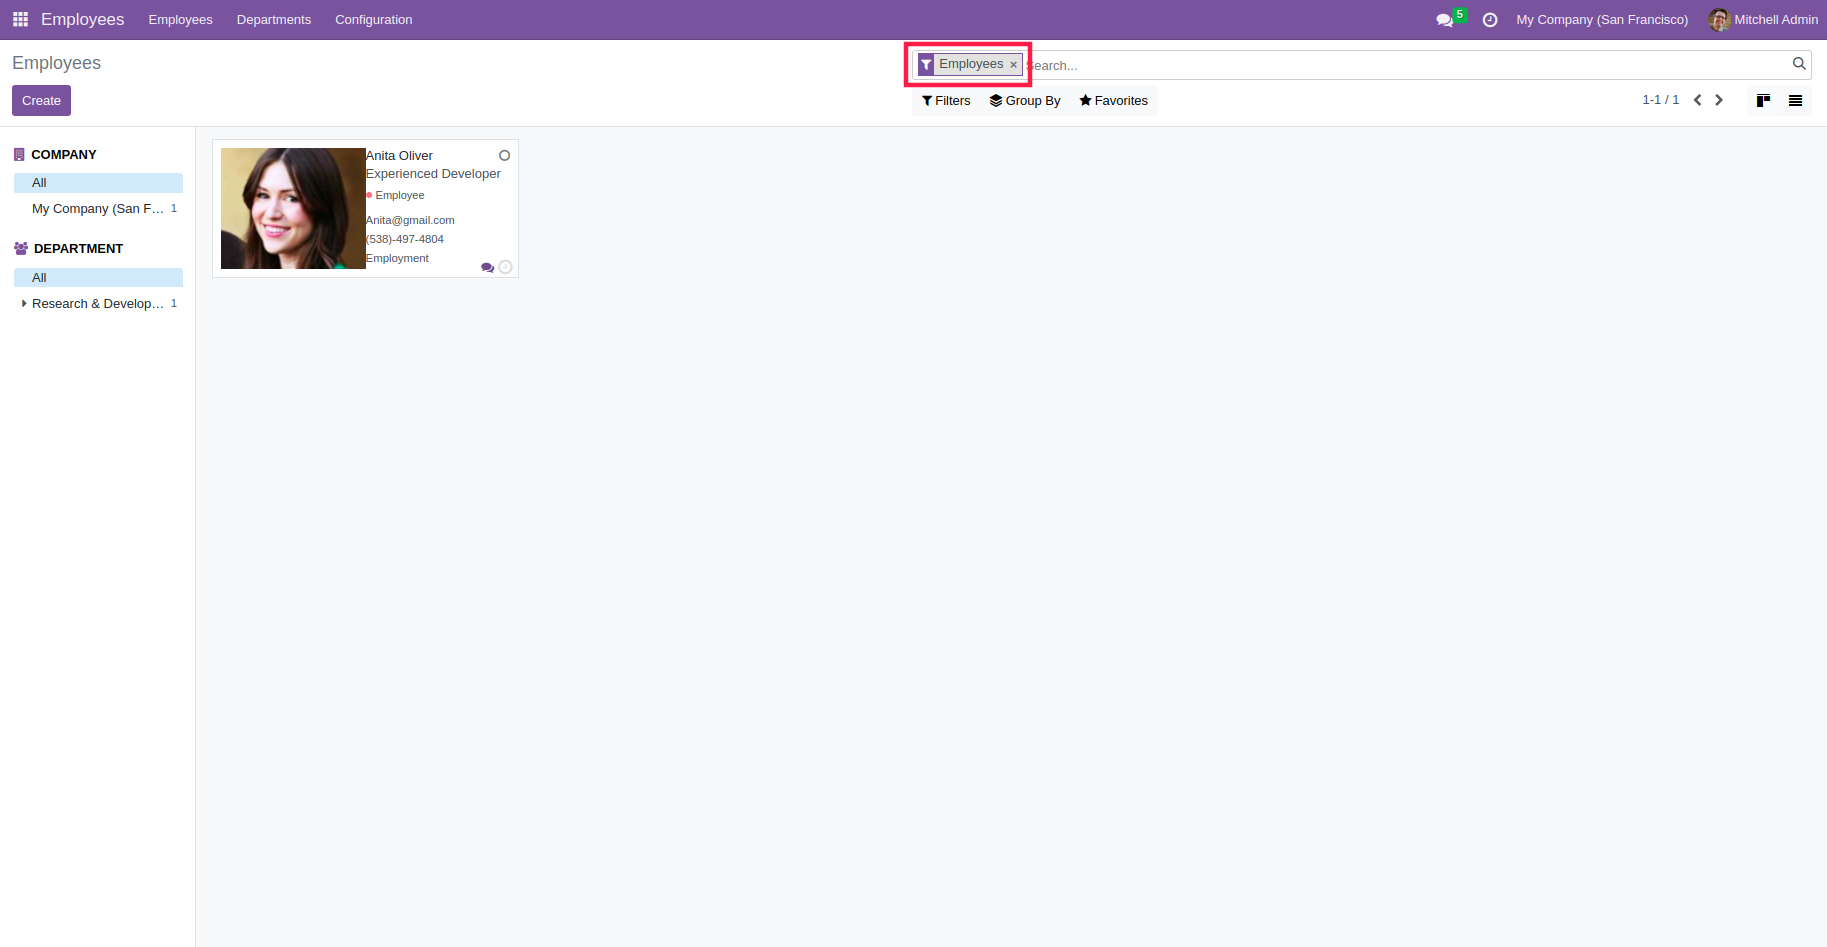 Employees Employees Departments Configuration 5 My Company (San Francisco) Mitchell Admin
Employees
Employees × Search...
Create
Filters Group By Favorites
1-1 / 1
COMPANY
All
My Company (San F... 1
DEPARTMENT
All
Research & Develop... 1
Anita Oliver
Experienced Developer
Employee
Anita@gmail.com
(538)-497-4804
Employment